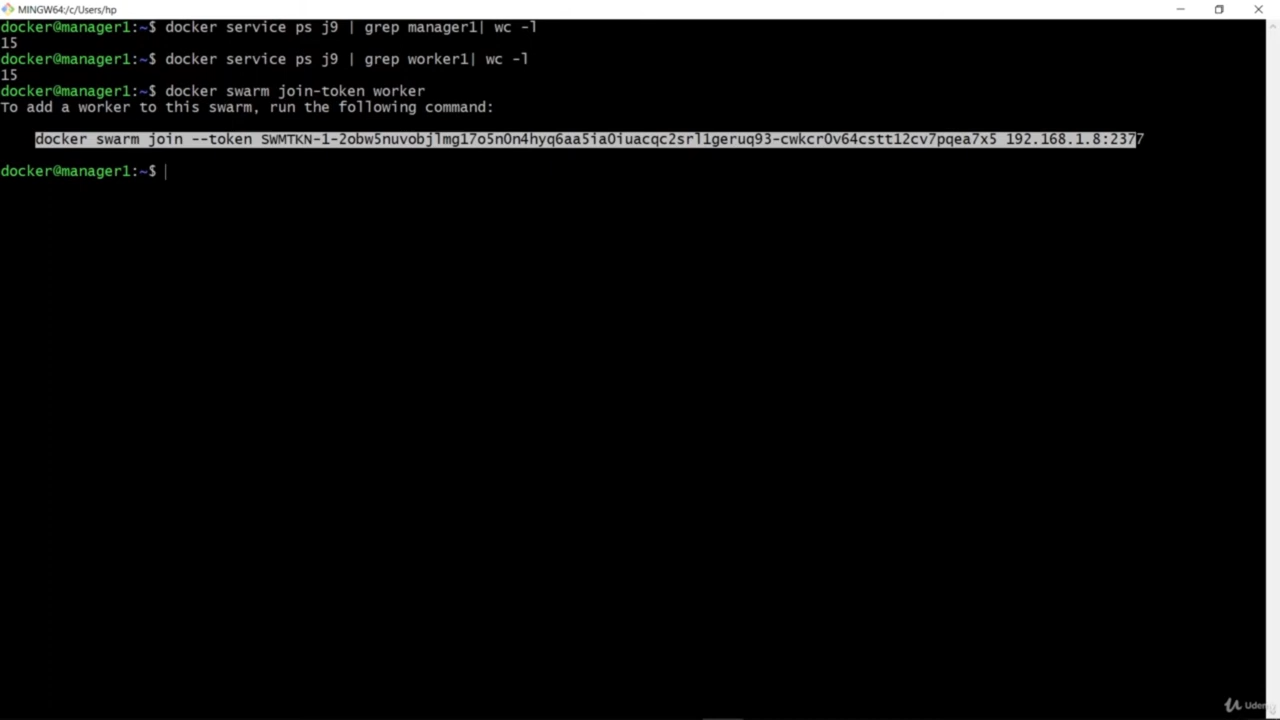 MINGW64:/c/Users/hp
docker@manager1:~$ docker service ps j9 | grep manager1| wc -l
15
docker@manager1:~$ docker service ps j9 | grep worker1| wc -l
15
docker@manager1:~$ docker swarm join-token worker
To add a worker to this swarm, run the following command:
docker swarm join --token SWMTKN-1-2obw5nuvobjlmg17o5n0n4hyq6aa5ia0iuacqc2srl1geruq93-cwkcr0v64cstt12cv7pqea7x5 192.168.1.8:2377
docker@manager1:~$